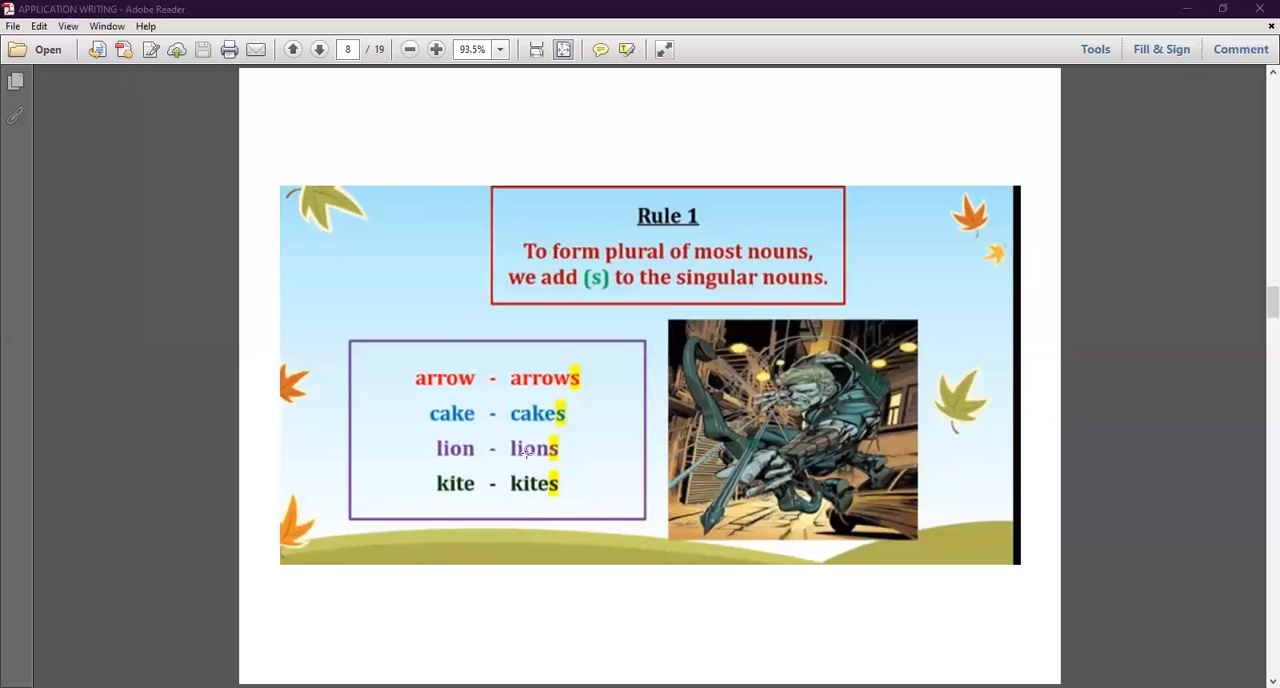 APPLICATION WRITING - Adobe Reader
File Edit View Window Help
Open 8 / 19 93.5% Tools Fill & Sign Comment
Rule 1
To form plural of most nouns,
we add (s) to the singular nouns.
arrow - arrows
cake - cakes
lion - lions
kite - kites